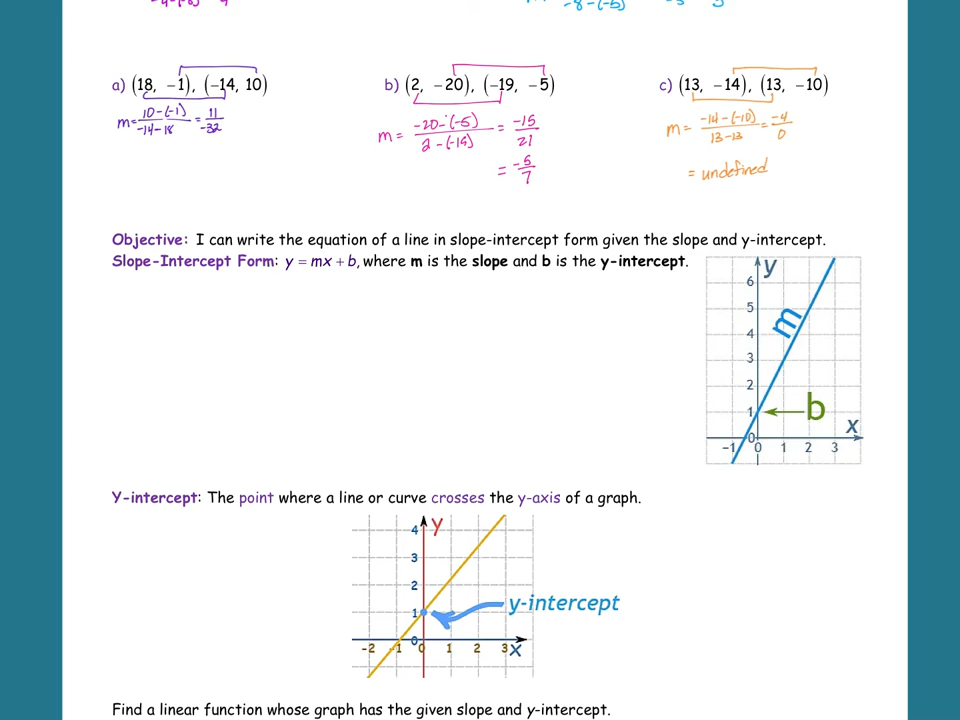 a) (18, −1), (−14, 10)
m = 10-(-1) / -14-18 = 11 / -32
b) (2, −20), (−19, −5)
m = -20-(-5) / 2-(-19) = -15 / 21
= -5 / 7
c) (13, −14), (13, −10)
m = -14-(-10) / 13-13 = -4 / 0
= undefined
Objective: I can write the equation of a line in slope-intercept form given the slope and y-intercept.
Slope-Intercept Form: y = mx + b, where m is the slope and b is the y-intercept.
y
6
5
4
3
2
1
0
m
b
x
−1 0 1 2 3
Y-intercept: The point where a line or curve crosses the y-axis of a graph.
4 y
3
2
1
0
y-intercept
-2 -1 0 1 2 3 x
Find a linear function whose graph has the given slope and y-intercept.